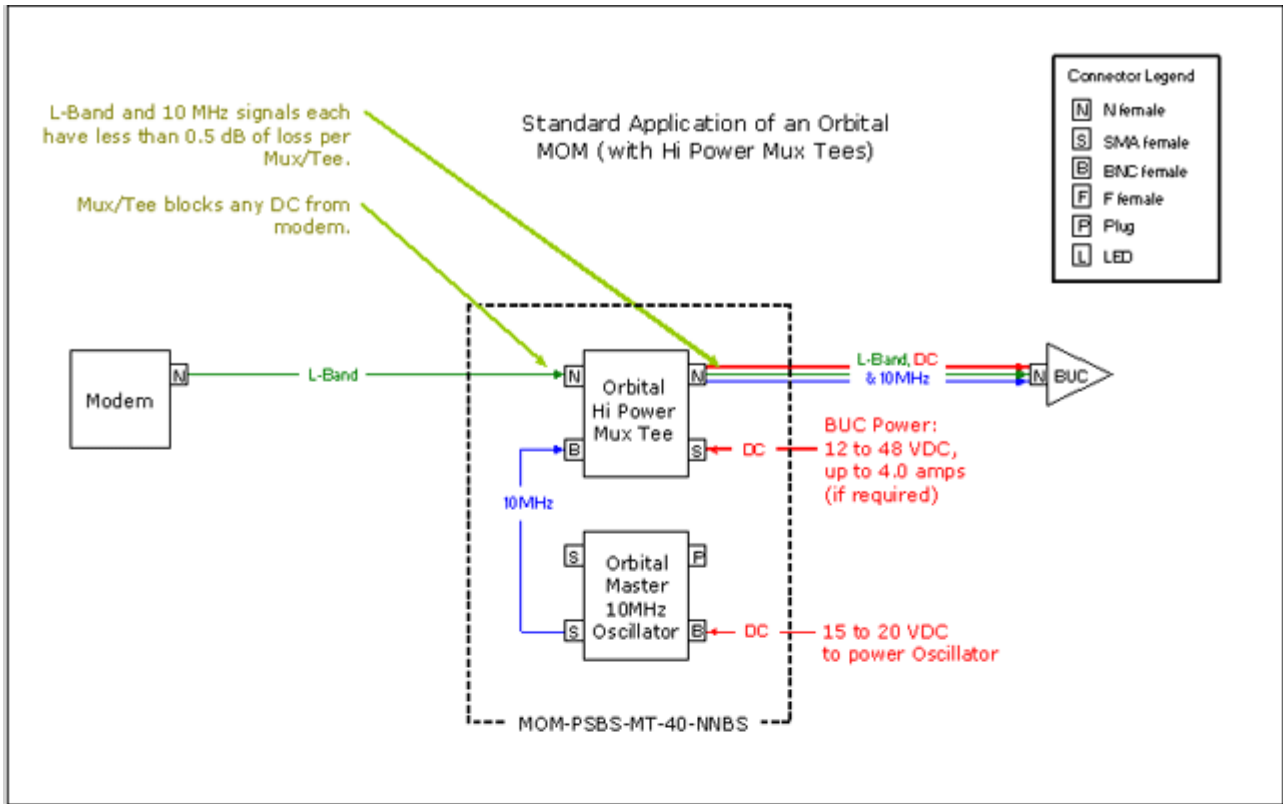 L-Band and 10 MHz signals each
have less than 0.5 dB of loss per
Mux/Tee.
Mux/Tee blocks any DC from
modem.
Standard Application of an Orbital
MOM (with Hi Power Mux Tees)
Connector Legend
N N female
S SMA female
B BNC female
F F female
P Plug
L LED
Modem
N
L-Band
N
Orbital
Hi Power
Mux Tee
N
B
S
L-Band, DC
& 10MHz
N
BUC
DC
BUC Power:
12 to 48 VDC,
up to 4.0 amps
(if required)
10MHz
S
Orbital
Master
10MHz
Oscillator
P
S
B
DC
15 to 20 VDC
to power Oscillator
MOM-PSBS-MT-40-NNBS